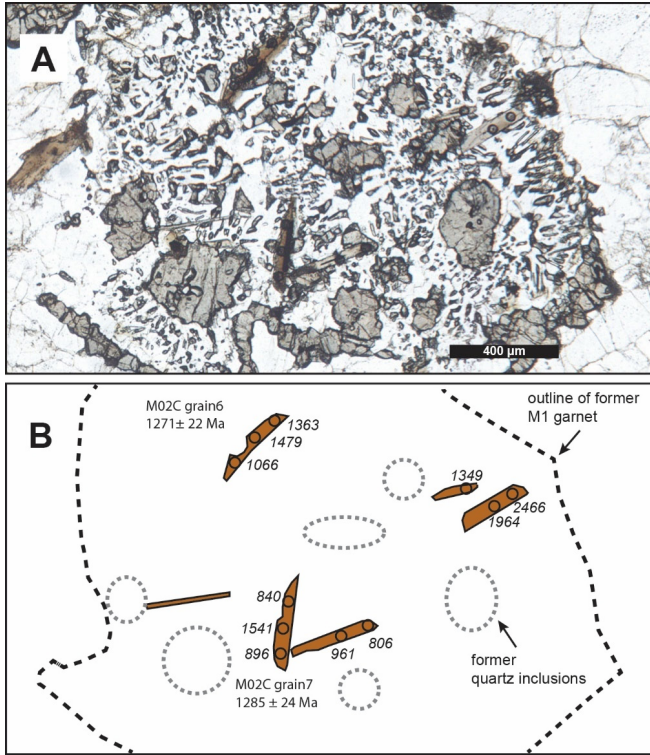 A
400 µm
B
M02C grain6
1271± 22 Ma
1363
1479
1066
outline of former
M1 garnet
1349
2466
1964
840
1541
896
806
961
M02C grain7
1285 ± 24 Ma
former
quartz inclusions